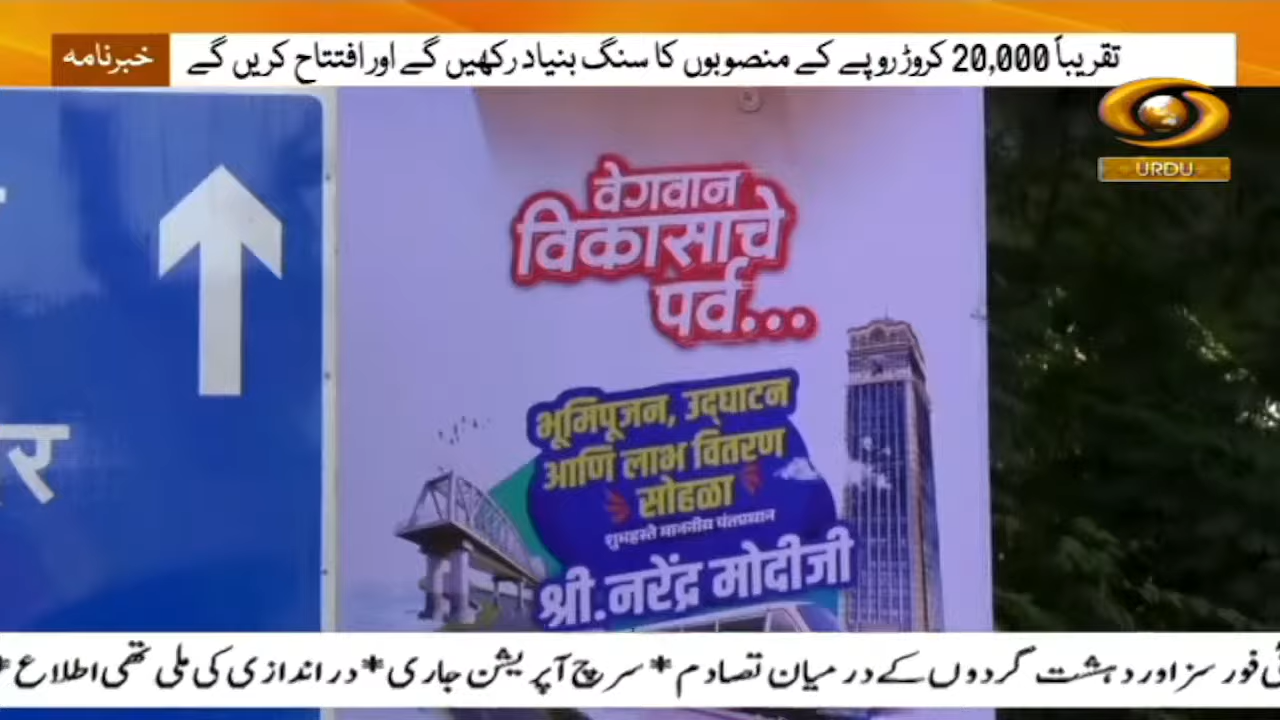 خبرنامہ
تقریباً 20,000 کروڑ روپے کے منصوبوں کا سنگ بنیاد رکھیں گے اور افتتاح کریں گے
URDU
वेगवान
विकासाचे
पर्व...
भूमिपूजन, उद्घाटन
आणि लाभ वितरण
सोहळा
शुभहस्ते माननीय पंतप्रधान
श्री. नरेंद्र मोदीजी
फورسز اور دہشت گردوں کے درمیان تصادم * سرچ آپریشن جاری * دراندازی کی ملی تھی اطلاع *